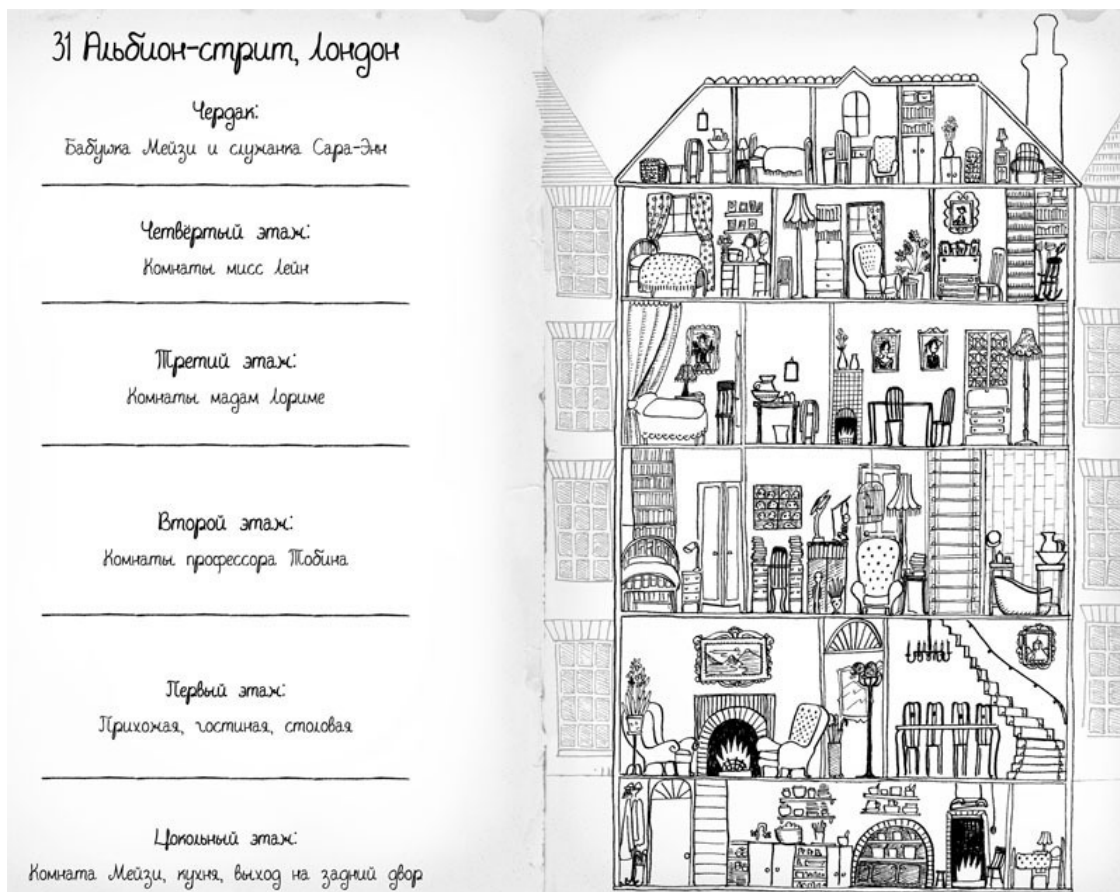 31 Альбион-стрит, Лондон
Чердак:
Бабушка Мейзи и служанка Сара-Энн
Четвёртый этаж:
Комнаты мисс Лейн
Третий этаж:
Комнаты мадам Лориме
Второй этаж:
Комнаты профессора Тобина
Первый этаж:
Прихожая, гостиная, столовая
Цокольный этаж:
Комната Мейзи, кухня, выход на задний двор